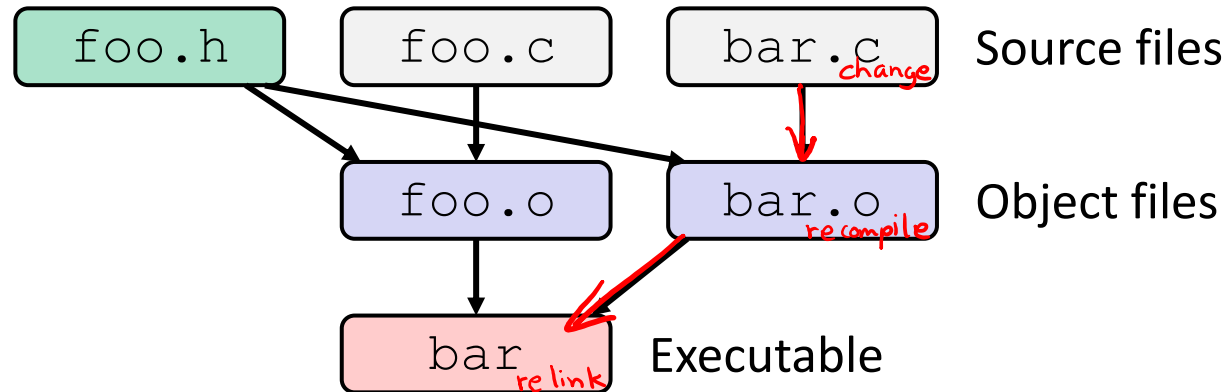 foo.h foo.c bar.c Source files
change
foo.o bar.o Object files
recompile
bar Executable
relink